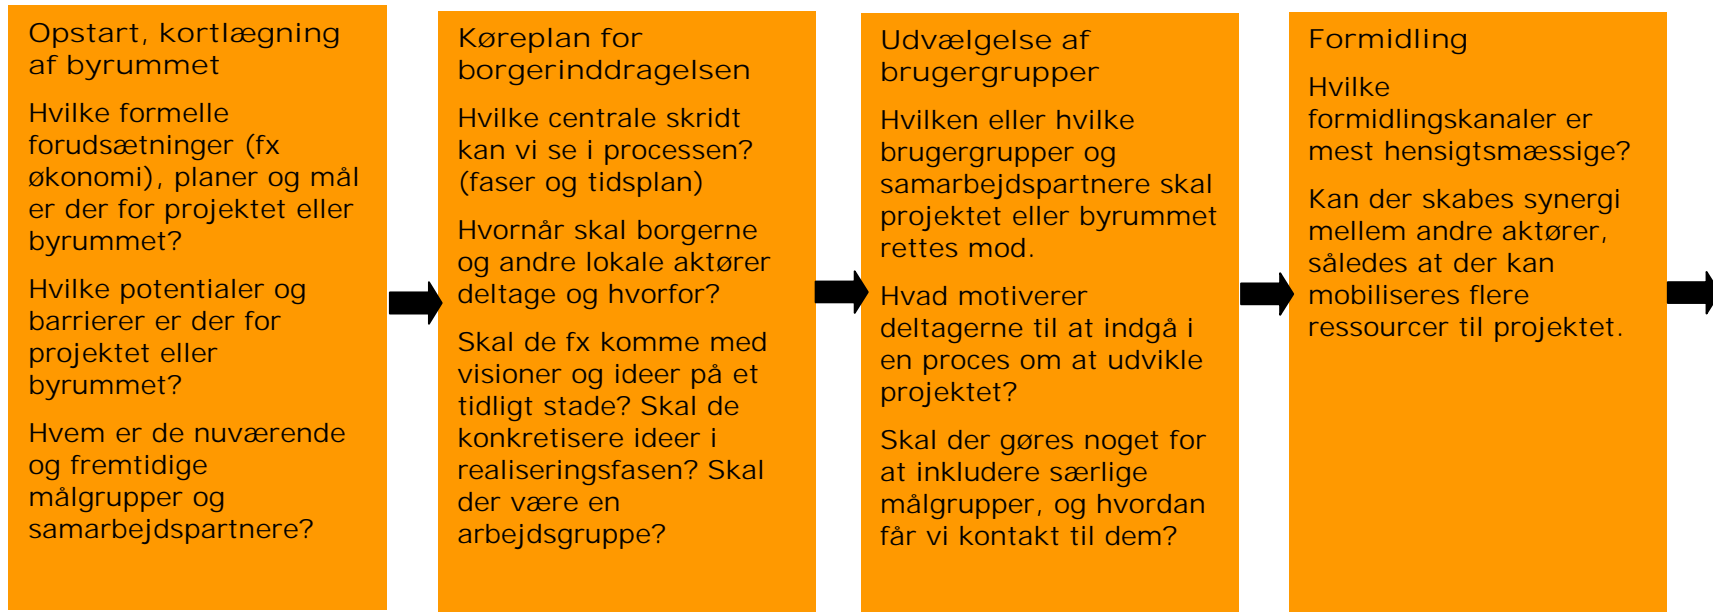 Opstart, kortlægning
af byrummet
Hvilke formelle
forudsætninger (fx
økonomi), planer og mål
er der for projektet eller
byrummet?
Hvilke potentialer og
barrierer er der for
projektet eller
byrummet?
Hvem er de nuværende
og fremtidige
målgrupper og
samarbejdspartnere?
Køreplan for
borgerinddragelsen
Hvilke centrale skridt
kan vi se i processen?
(faser og tidsplan)
Hvornår skal borgerne
og andre lokale aktører
deltage og hvorfor?
Skal de fx komme med
visioner og ideer på et
tidligt stade? Skal de
konkretisere ideer i
realiseringsfasen? Skal
der være en
arbejdsgruppe?
Udvælgelse af
brugergrupper
Hvilken eller hvilke
brugergrupper og
samarbejdspartnere skal
projektet eller byrummet
rettes mod.
Hvad motiverer
deltagerne til at indgå i
en proces om at udvikle
projektet?
Skal der gøres noget for
at inkludere særlige
målgrupper, og hvordan
får vi kontakt til dem?
Formidling
Hvilke
formidlingskanaler er
mest hensigtsmæssige?
Kan der skabes synergi
mellem andre aktører,
således at der kan
mobiliseres flere
ressourcer til projektet.